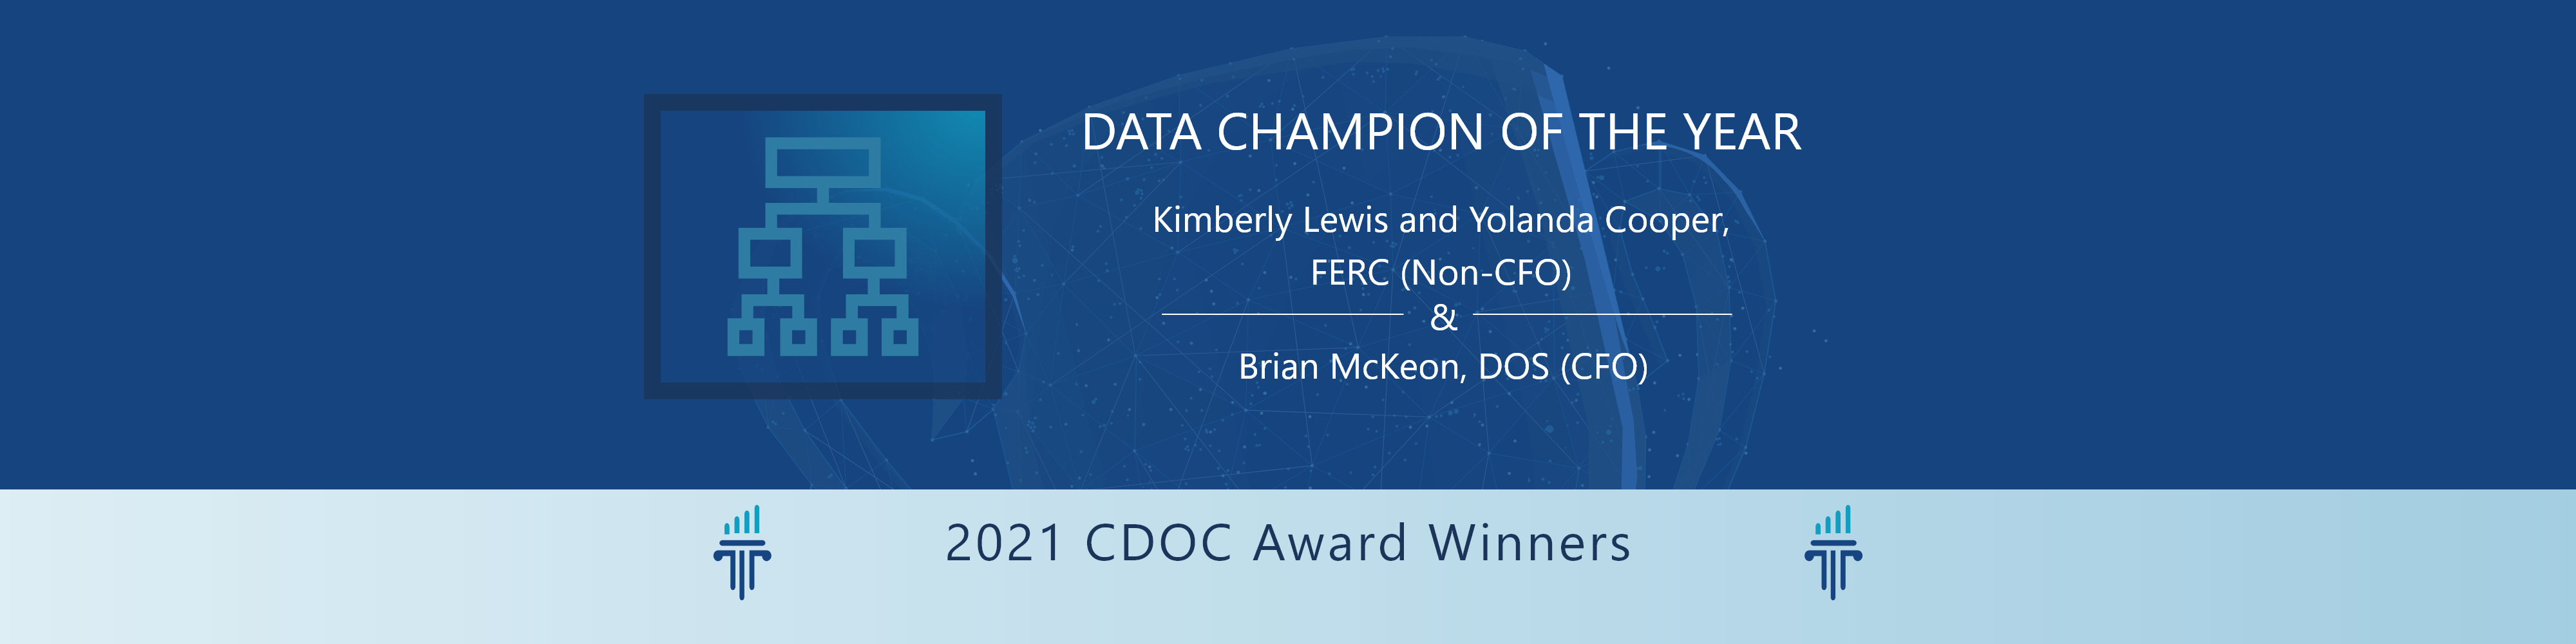 DATA CHAMPION OF THE YEAR
Kimberly Lewis and Yolanda Cooper,
FERC (Non-CFO)
&
Brian McKeon, DOS (CFO)
2021 CDOC Award Winners